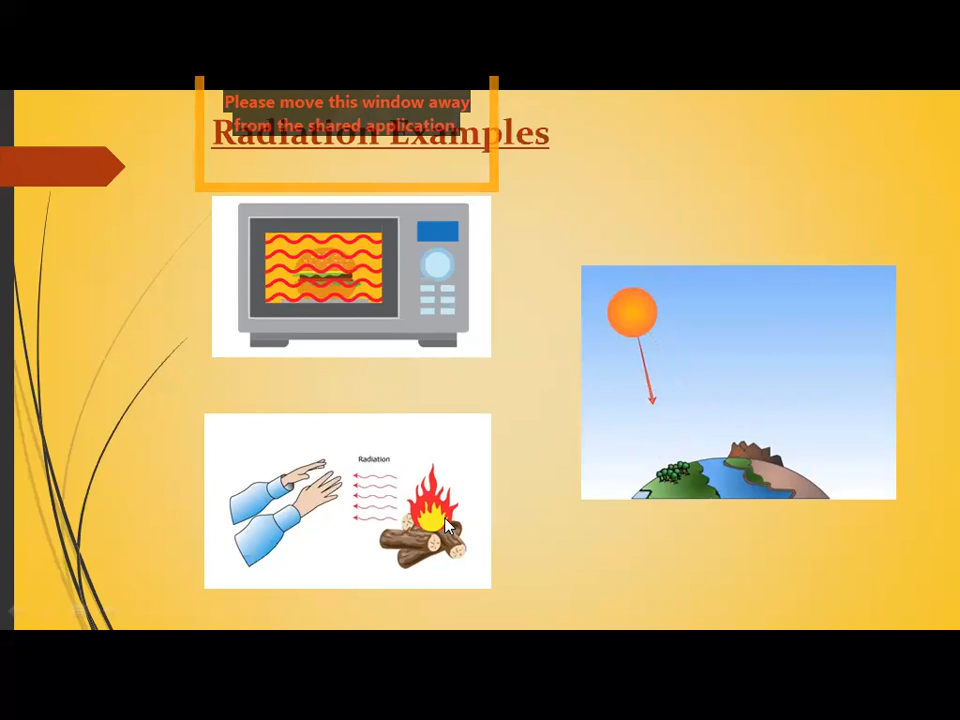 Please move this window away
from the shared application.
Radiation Examples
Radiation